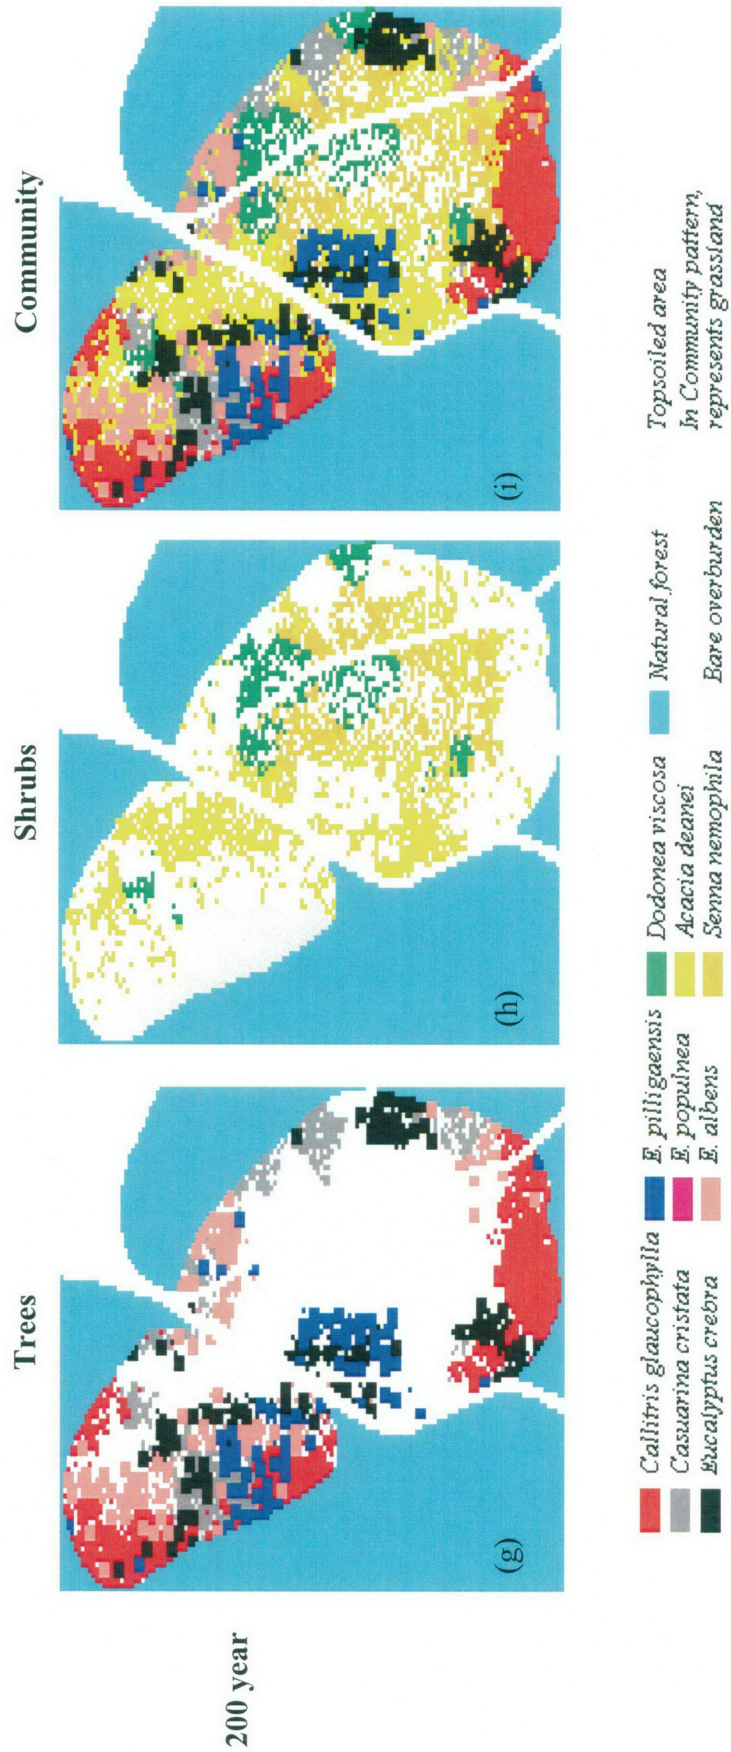 Trees
Shrubs
Community
200 year
(g)
(h)
(i)
Callitris glaucophylla
Casuarina cristata
Eucalyptus crebra
E. pilligaensis
E. populnea
E. albens
Dodonea viscosa
Acacia deanei
Senna nemophila
Natural forest
Bare overburden
Topsoiled area
In Community pattern,
represents grassland